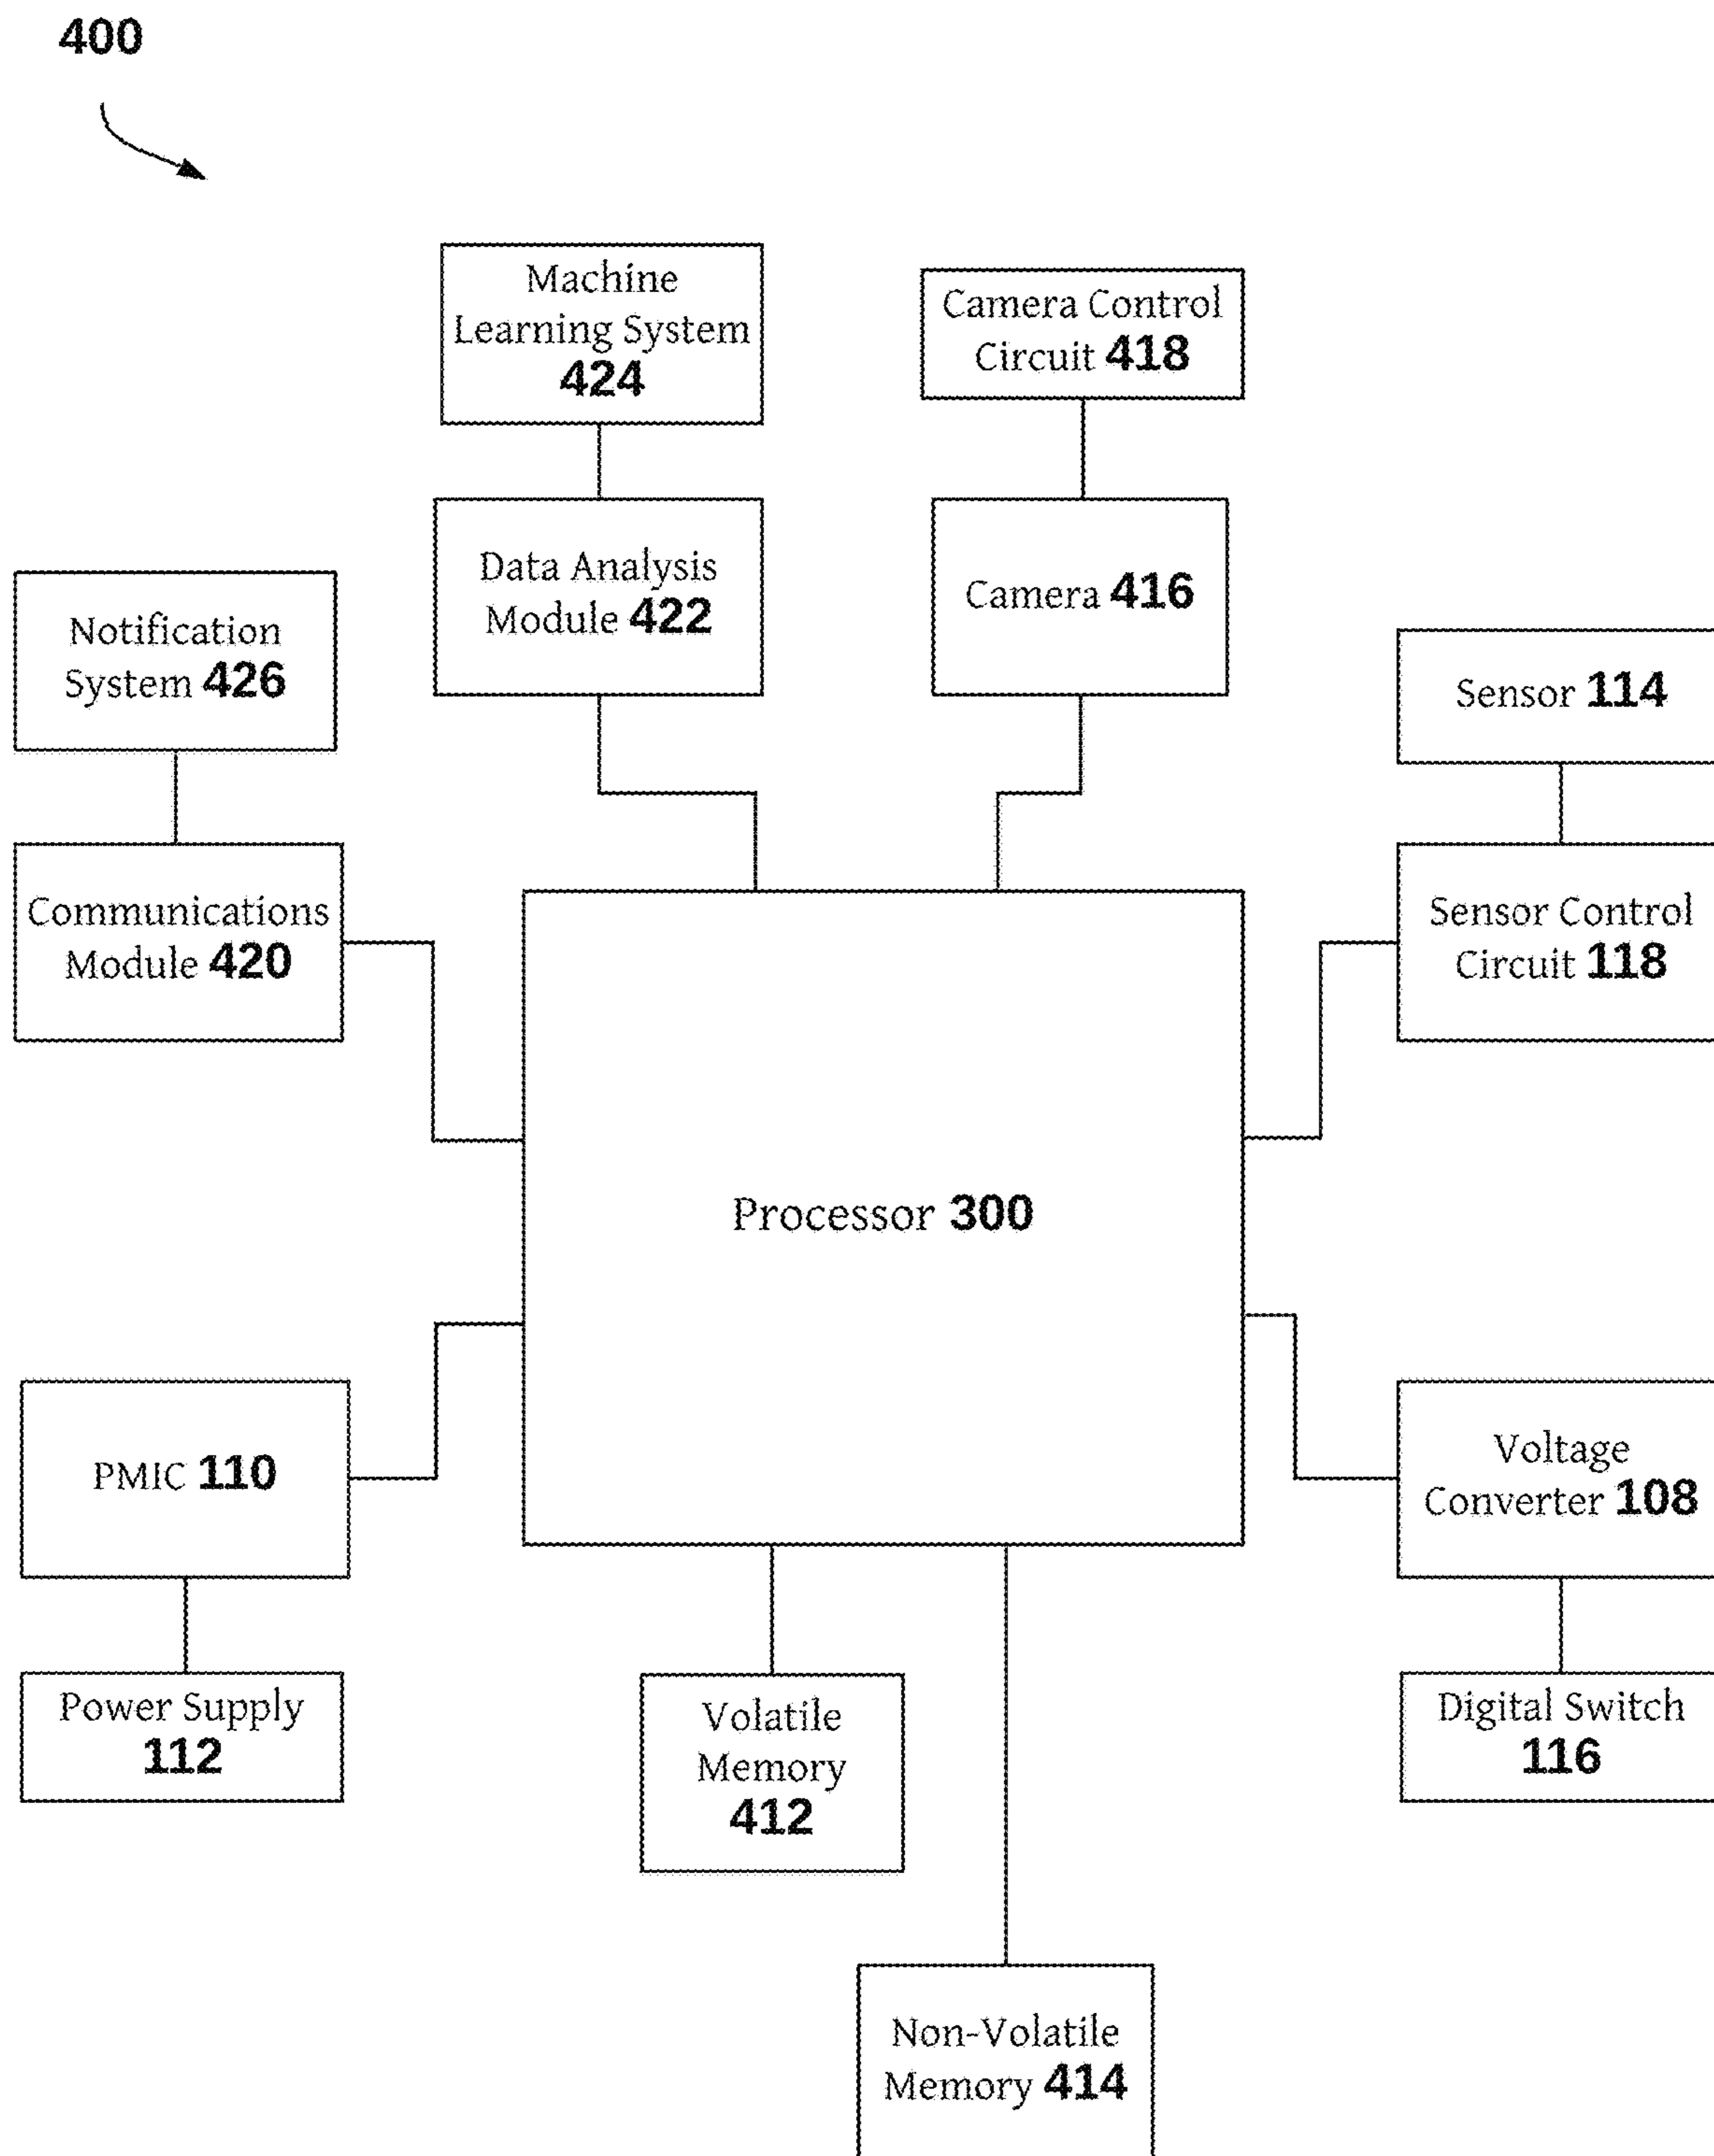 400
Machine
Learning System
424
Camera Control
Circuit 418
Data Analysis
Module 422
Camera 416
Notification
System 426
Sensor 114
Communications
Module 420
Sensor Control
Circuit 118
Processor 300
PMIC 110
Voltage
Converter 108
Power Supply
112
Volatile
Memory
412
Digital Switch
116
Non-Volatile
Memory 414